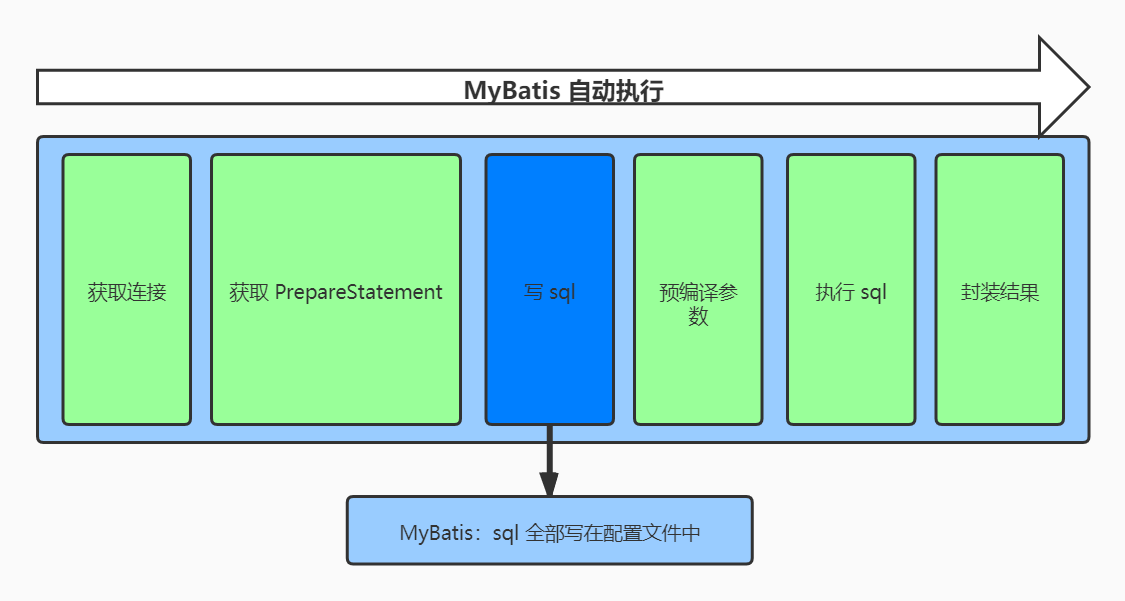 MyBatis 自动执行
获取连接
获取 PrepareStatement
写 sql
预编译参
数
执行 sql
封装结果
MyBatis：sql 全部写在配置文件中